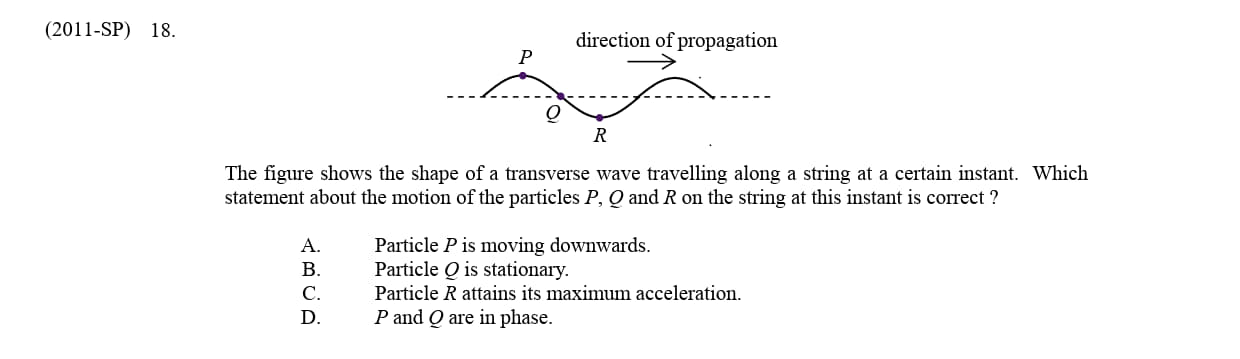 (2011-SP) 18.
direction of propagation
P
Q
R
The figure shows the shape of a transverse wave travelling along a string at a certain instant. Which
statement about the motion of the particles P, Q and R on the string at this instant is correct ?
A. Particle P is moving downwards.
B. Particle Q is stationary.
C. Particle R attains its maximum acceleration.
D. P and Q are in phase.